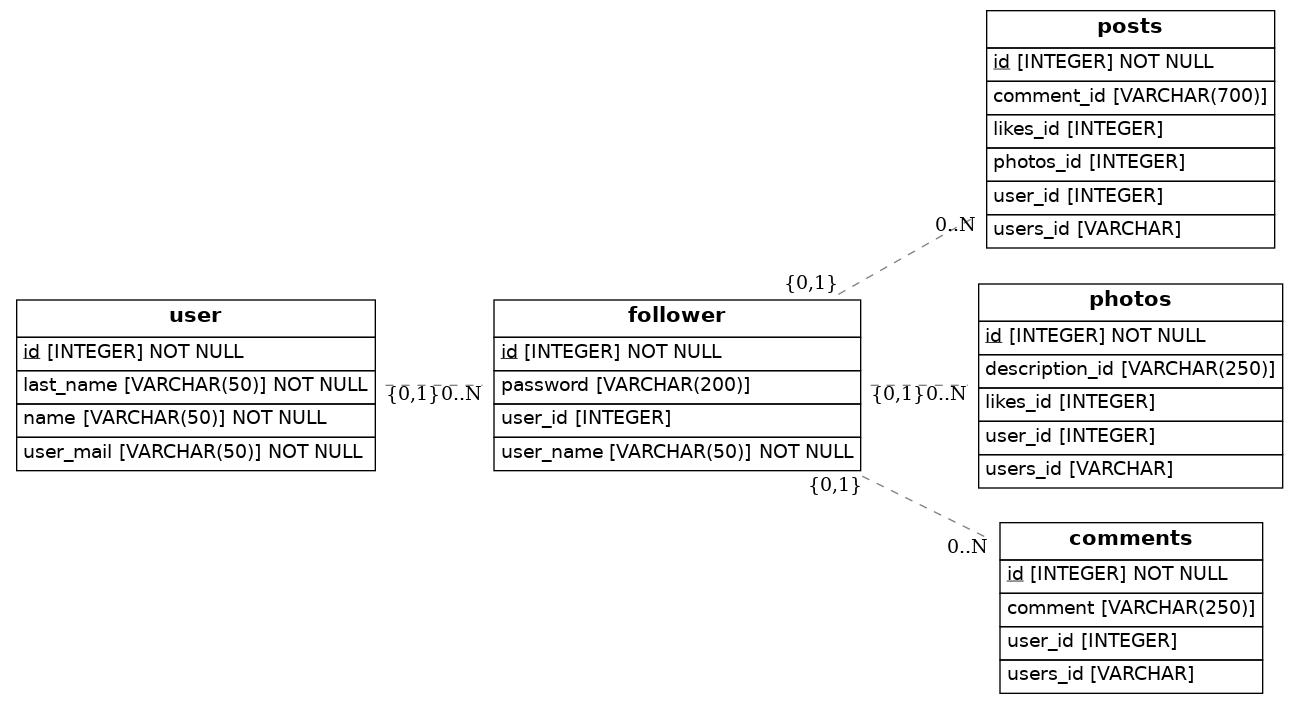 user
id [INTEGER] NOT NULL
last_name [VARCHAR(50)] NOT NULL
name [VARCHAR(50)] NOT NULL
user_mail [VARCHAR(50)] NOT NULL
{0,1}
0..N
follower
id [INTEGER] NOT NULL
password [VARCHAR(200)]
user_id [INTEGER]
user_name [VARCHAR(50)] NOT NULL
{0,1}
0..N
posts
id [INTEGER] NOT NULL
comment_id [VARCHAR(700)]
likes_id [INTEGER]
photos_id [INTEGER]
user_id [INTEGER]
users_id [VARCHAR]
{0,1}
0..N
photos
id [INTEGER] NOT NULL
description_id [VARCHAR(250)]
likes_id [INTEGER]
user_id [INTEGER]
users_id [VARCHAR]
{0,1}
0..N
comments
id [INTEGER] NOT NULL
comment [VARCHAR(250)]
user_id [INTEGER]
users_id [VARCHAR]